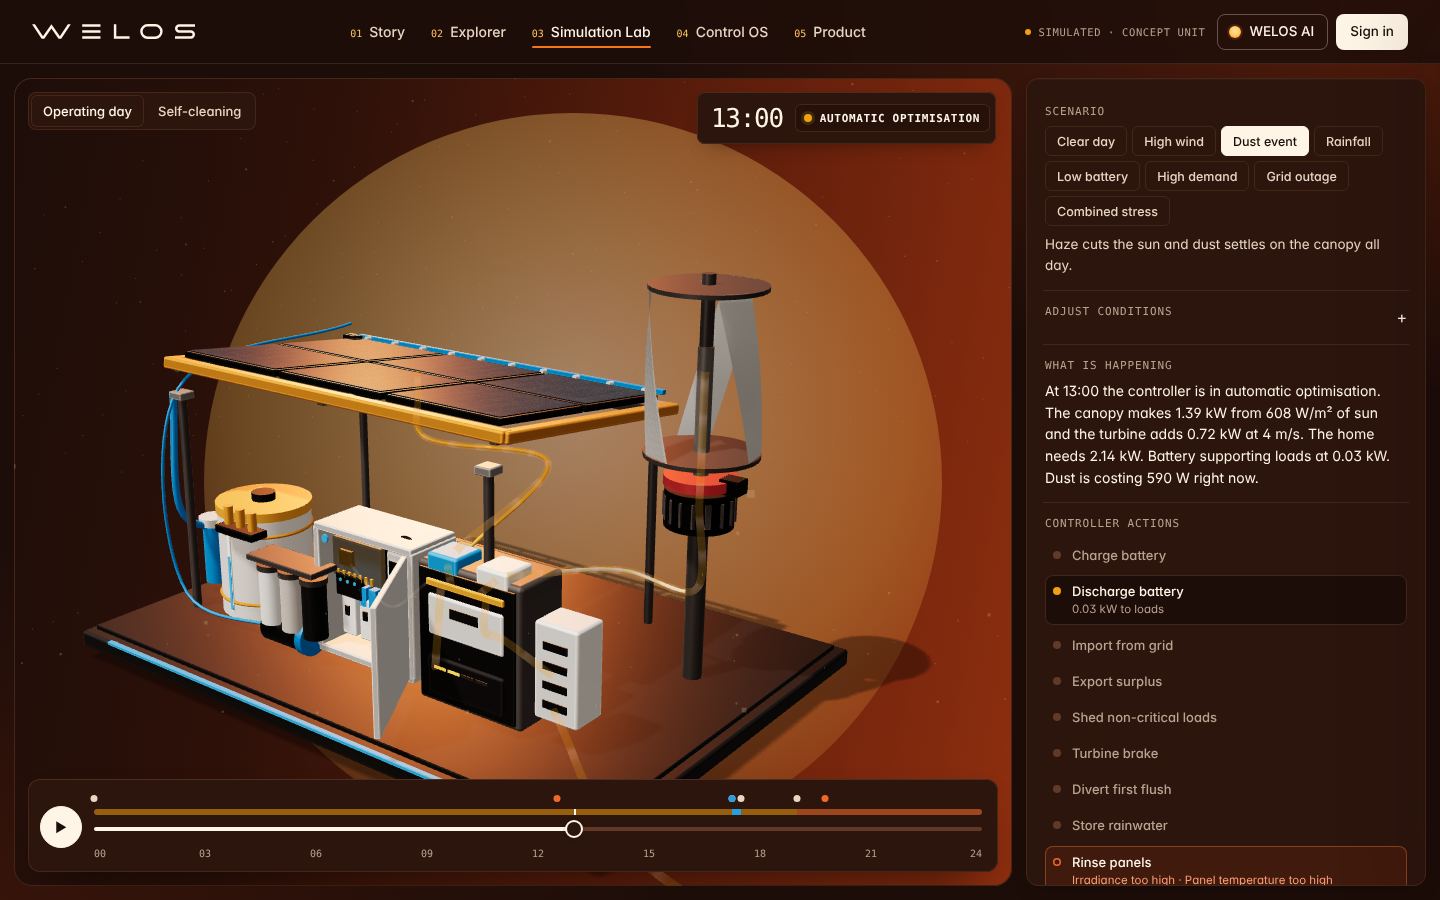 WELOS
01 Story
02 Explorer
03 Simulation Lab
04 Control OS
05 Product
SIMULATED · CONCEPT UNIT
WELOS AI
Sign in
Operating day
Self-cleaning
13:00
AUTOMATIC OPTIMISATION
00 03 06 09 12 15 18 21 24
SCENARIO
Clear day
High wind
Dust event
Rainfall
Low battery
High demand
Grid outage
Combined stress
Haze cuts the sun and dust settles on the canopy all
day.
ADJUST CONDITIONS
+
WHAT IS HAPPENING
At 13:00 the controller is in automatic optimisation.
The canopy makes 1.39 kW from 608 W/m² of sun
and the turbine adds 0.72 kW at 4 m/s. The home
needs 2.14 kW. Battery supporting loads at 0.03 kW.
Dust is costing 590 W right now.
CONTROLLER ACTIONS
Charge battery
Discharge battery
0.03 kW to loads
Import from grid
Export surplus
Shed non-critical loads
Turbine brake
Divert first flush
Store rainwater
Rinse panels
Irradiance too high · Panel temperature too high